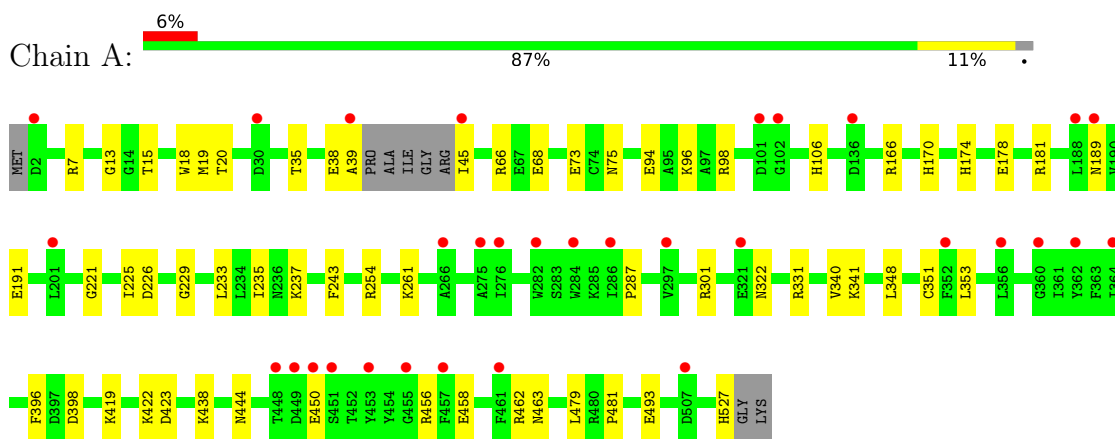 6%
Chain A:
87% 11% •
MET D2 R7 G13 G14 T15 W18 M19 T20 D30 T35 E38 A39 PRO ALA ILE GLY ARG I45 R66 E67 E68 E73 C74 N75 E94 A95 K96 A97 R98 D101 G102 H106 D136 R166 H170 H174 E178 R181 L188 N189 V190
E191 L201 G221 I225 D226 G229 L233 L234 I235 N236 K237 F243 R254 K261 A266 A275 I276 W282 S283 W284 K285 I286 P287 V297 R301 E321 N322 R331 V340 K341 L348 C351 F352 L353 L356 G360 I361 Y362 F363 I364
F396 D397 D398 K419 K422 D423 K438 N444 T448 D449 E450 S451 T452 Y453 Y454 G455 R456 F457 E458 F461 R462 N463 L479 R480 P481 E493 D507 H527 GLY LYS